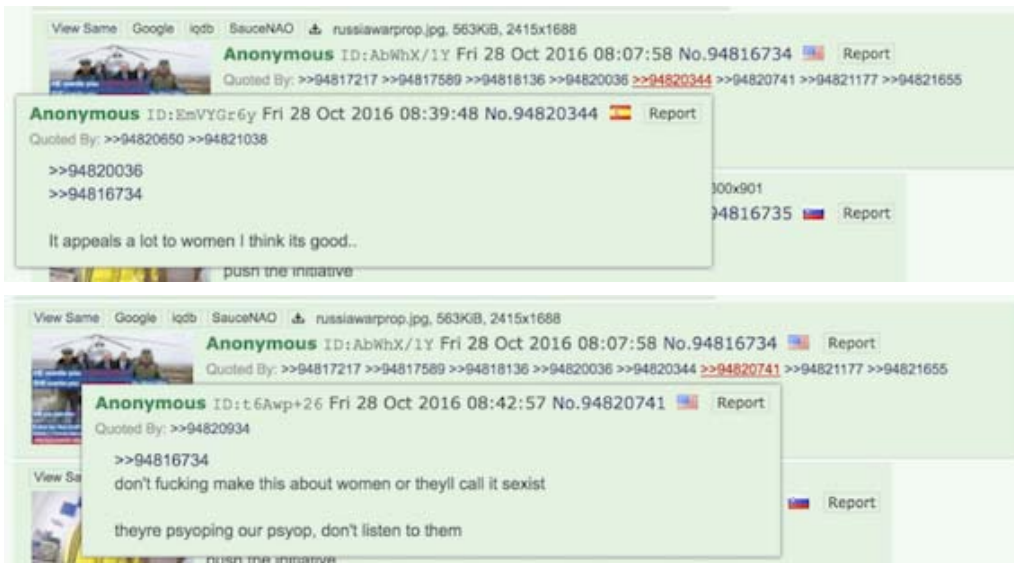 View Same Google iqdb SauceNAO russiawarprop.jpg, 563KiB, 2415x1688
Anonymous ID:AbWhX/1Y Fri 28 Oct 2016 08:07:58 No.94816734 Report
Quoted By: >>94817217 >>94817589 >>94818136 >>94820036 >>94820344 >>94820741 >>94821177 >>94821655
Anonymous ID:EmVYGr6y Fri 28 Oct 2016 08:39:48 No.94820344 Report
Quoted By: >>94820650 >>94821038
>>94820036
>>94816734
It appeals a lot to women I think its good..
00x901
94816735 Report
push the initiative
View Same Google iqdb SauceNAO russiawarprop.jpg, 563KiB, 2415x1688
Anonymous ID:AbWhX/1Y Fri 28 Oct 2016 08:07:58 No.94816734 Report
Quoted By: >>94817217 >>94817589 >>94818136 >>94820036 >>94820344 >>94820741 >>94821177 >>94821655
Anonymous ID:t6Awp+26 Fri 28 Oct 2016 08:42:57 No.94820741 Report
Quoted By: >>94820934
>>94816734
don't fucking make this about women or theyll call it sexist
theyre psyoping our psyop, don't listen to them
View Sa
Report
push the initiative